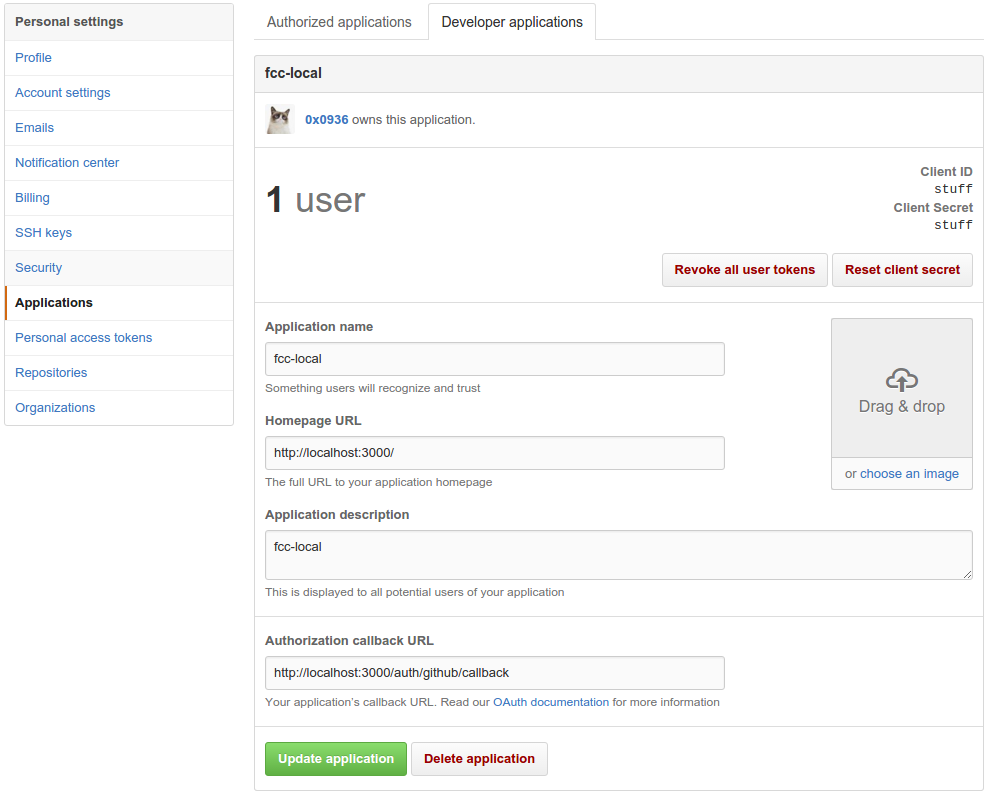 Personal settings
Profile
Account settings
Emails
Notification center
Billing
SSH keys
Security
Applications
Personal access tokens
Repositories
Organizations
Authorized applications
Developer applications
fcc-local
0x0936 owns this application.
1 user
Client ID
stuff
Client Secret
stuff
Revoke all user tokens
Reset client secret
Application name
fcc-local
Something users will recognize and trust
Homepage URL
http://localhost:3000/
The full URL to your application homepage
Drag & drop
or choose an image
Application description
fcc-local
This is displayed to all potential users of your application
Authorization callback URL
http://localhost:3000/auth/github/callback
Your application's callback URL. Read our OAuth documentation for more information
Update application
Delete application